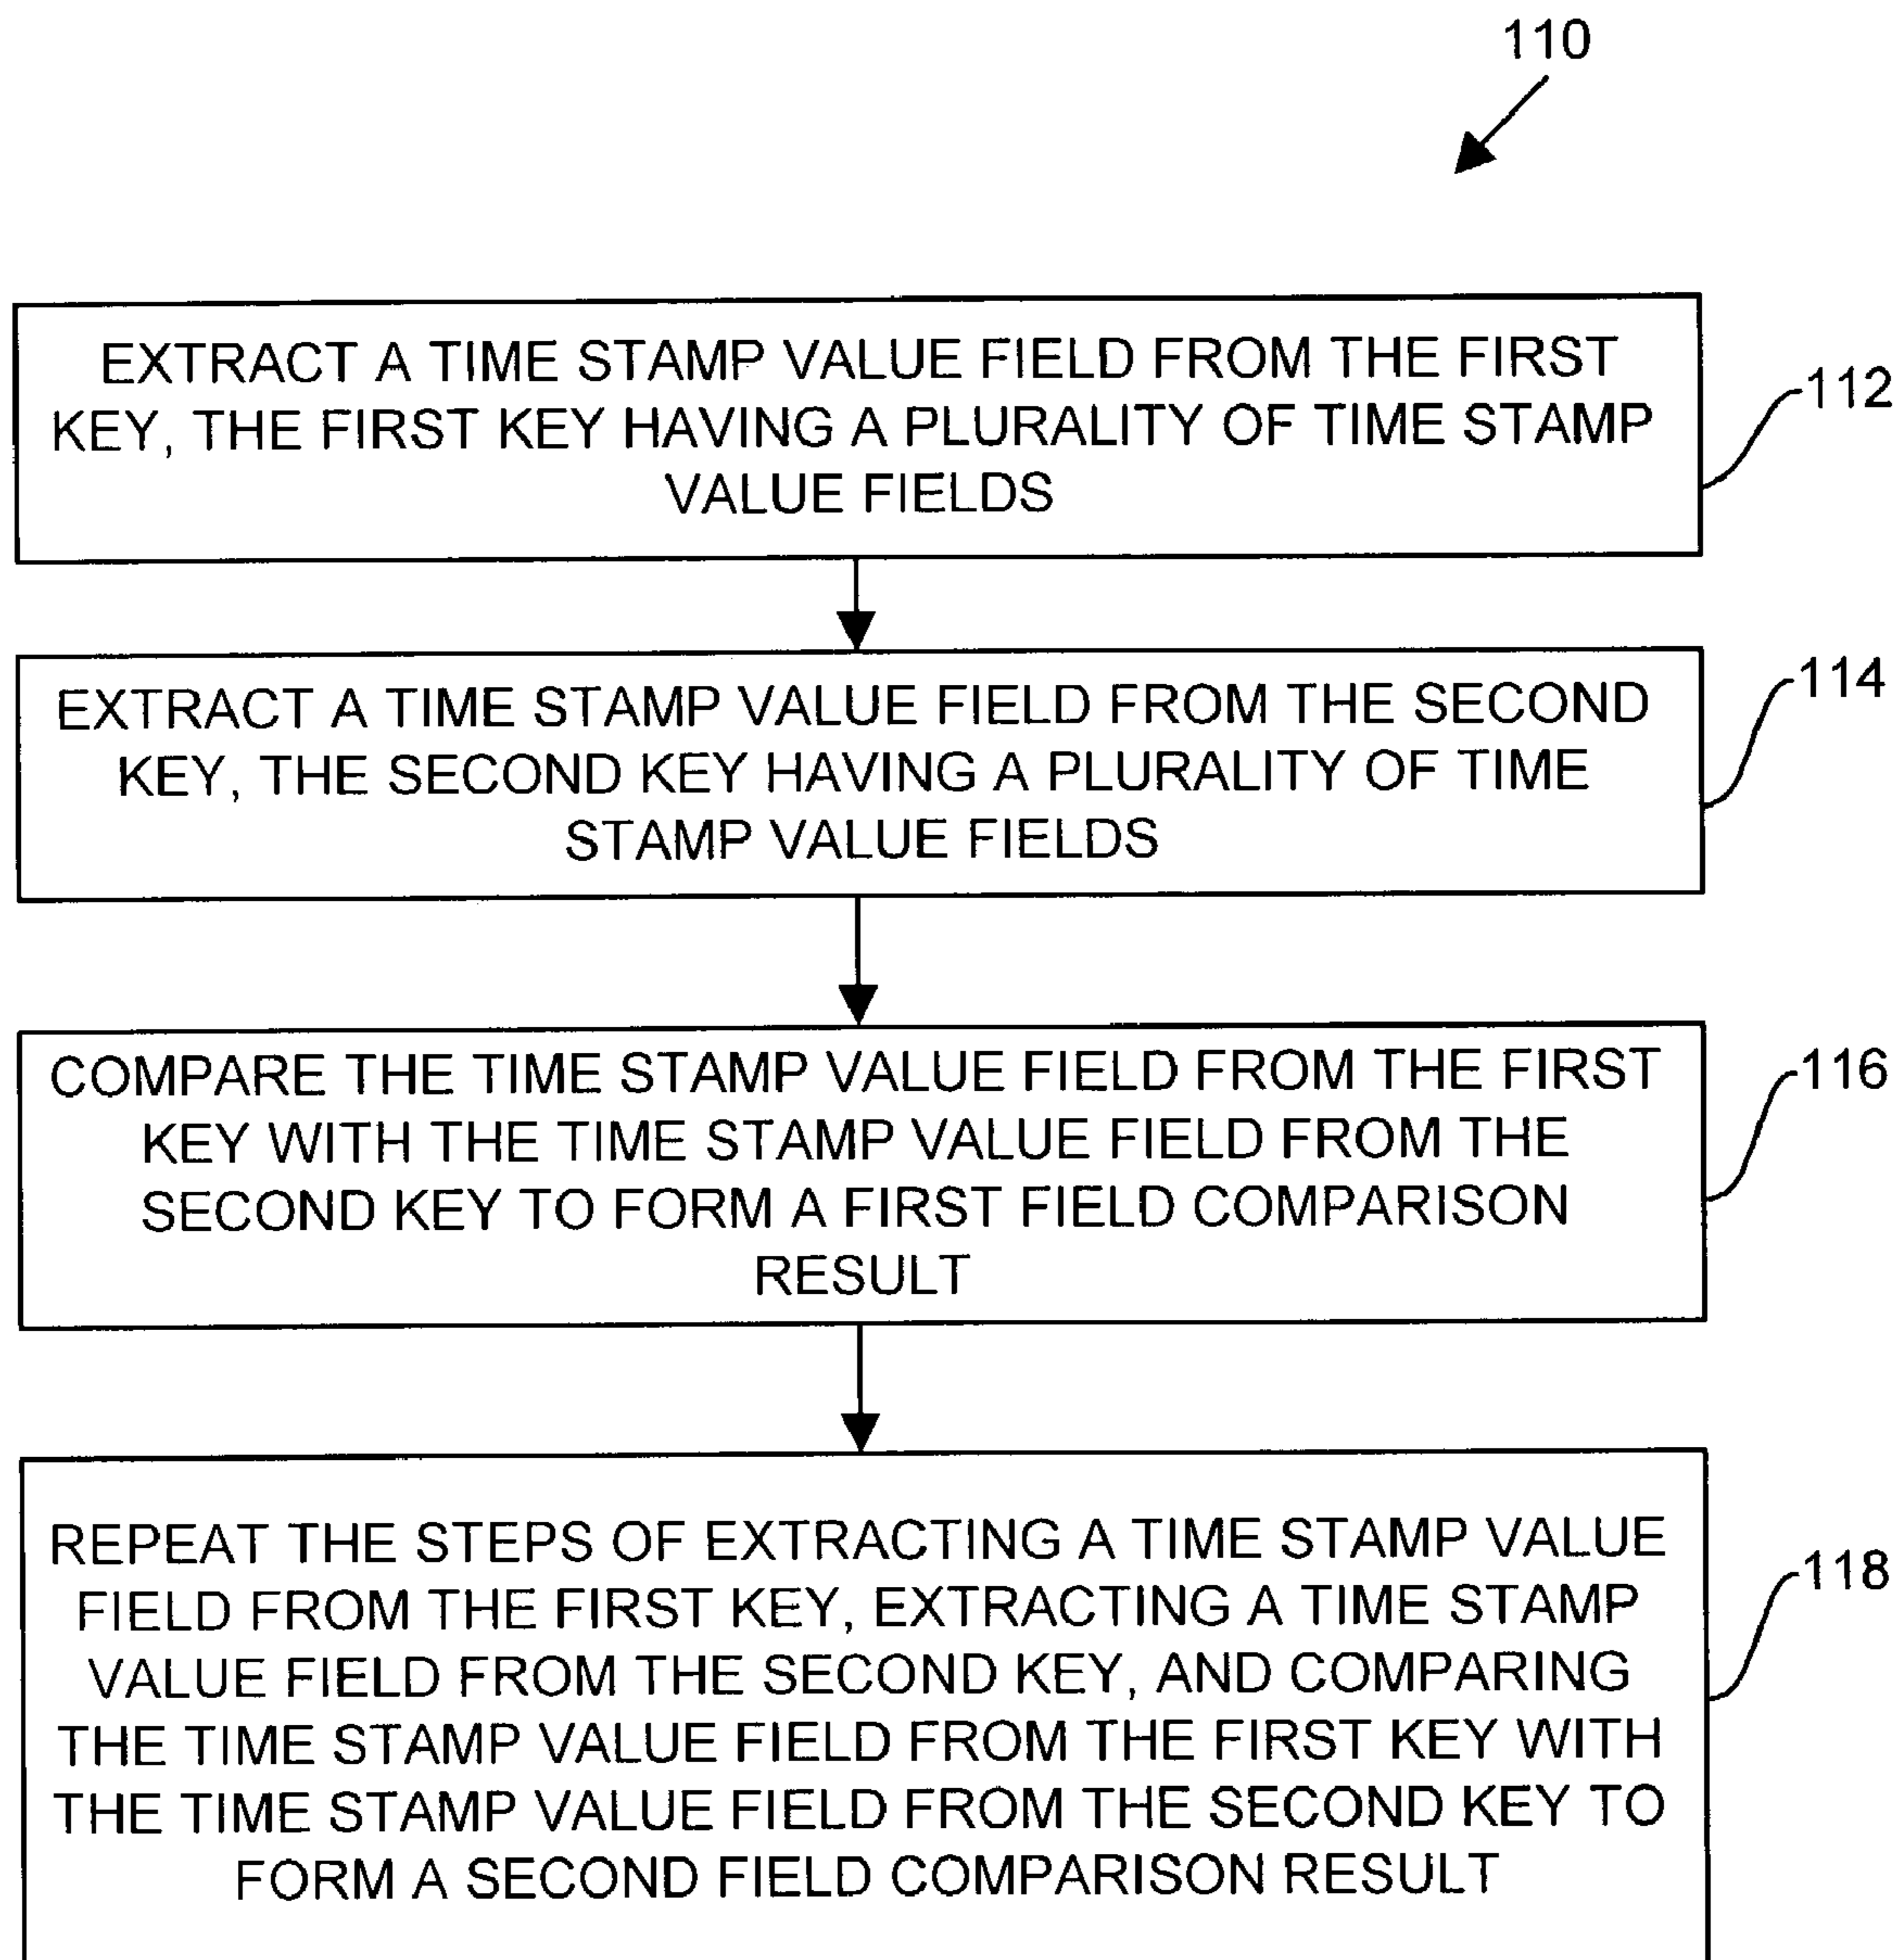 110
EXTRACT A TIME STAMP VALUE FIELD FROM THE FIRST
KEY, THE FIRST KEY HAVING A PLURALITY OF TIME STAMP
VALUE FIELDS
112
EXTRACT A TIME STAMP VALUE FIELD FROM THE SECOND
KEY, THE SECOND KEY HAVING A PLURALITY OF TIME
STAMP VALUE FIELDS
114
COMPARE THE TIME STAMP VALUE FIELD FROM THE FIRST
KEY WITH THE TIME STAMP VALUE FIELD FROM THE
SECOND KEY TO FORM A FIRST FIELD COMPARISON
RESULT
116
REPEAT THE STEPS OF EXTRACTING A TIME STAMP VALUE
FIELD FROM THE FIRST KEY, EXTRACTING A TIME STAMP
VALUE FIELD FROM THE SECOND KEY, AND COMPARING
THE TIME STAMP VALUE FIELD FROM THE FIRST KEY WITH
THE TIME STAMP VALUE FIELD FROM THE SECOND KEY TO
FORM A SECOND FIELD COMPARISON RESULT
118